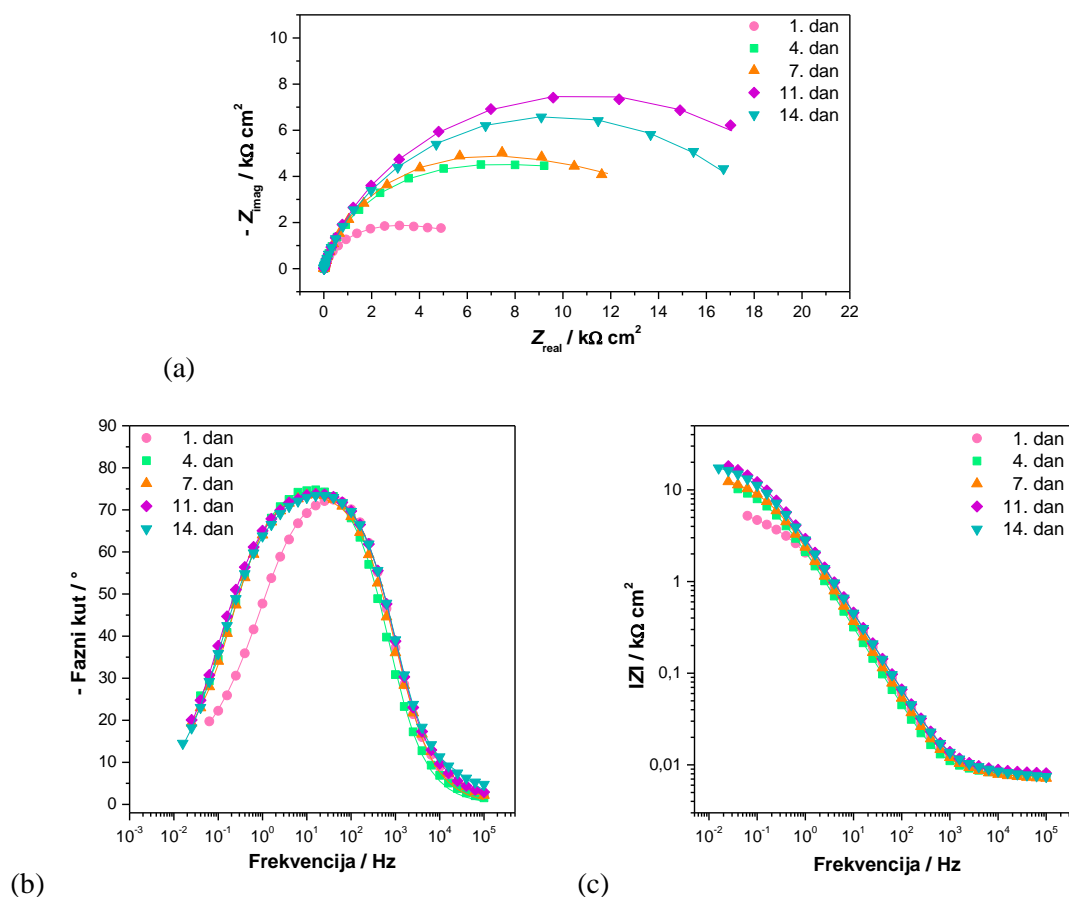 10
8
6
4
2
0
- Z_imag / kΩ cm²
0 2 4 6 8 10 12 14 16 18 20 22
Z_real / kΩ cm²
1. dan
4. dan
7. dan
11. dan
14. dan
(a)
90
80
70
60
50
40
30
20
10
0
- Fazni kut / °
1. dan
4. dan
7. dan
11. dan
14. dan
10⁻³ 10⁻² 10⁻¹ 10⁰ 10¹ 10² 10³ 10⁴ 10⁵
Frekvencija / Hz
(b)
10
1
0,1
0,01
|Z| / kΩ cm²
1. dan
4. dan
7. dan
11. dan
14. dan
10⁻² 10⁻¹ 10⁰ 10¹ 10² 10³ 10⁴ 10⁵
Frekvencija / Hz
(c)